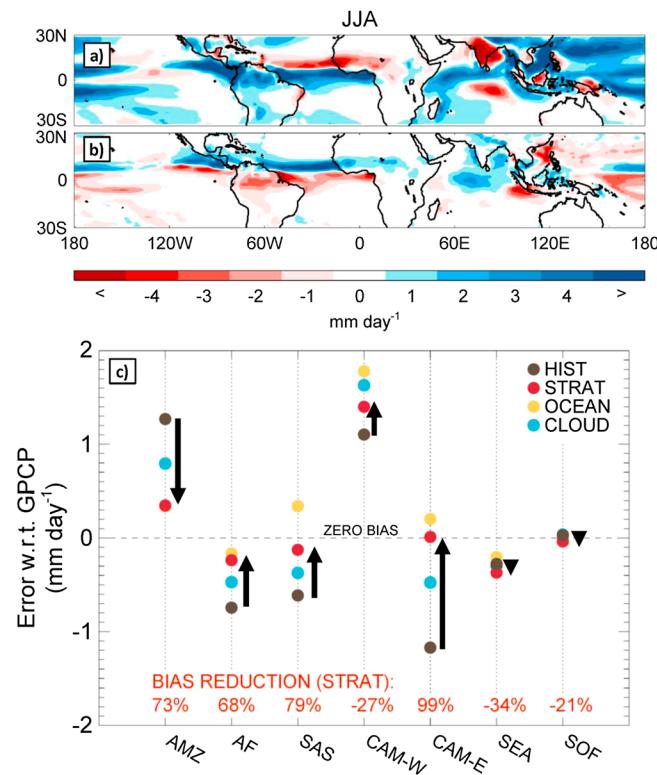 JJA
30N
a)
0
30S
30N
b)
0
30S
180 120W 60W 0 60E 120E 180
< -4 -3 -2 -1 0 1 2 3 4 >
mm day-1
2
c)
HIST
STRAT
OCEAN
CLOUD
1
Error w.r.t. GPCP
(mm day-1)
ZERO BIAS
0
-1
BIAS REDUCTION (STRAT):
73% 68% 79% -27% 99% -34% -21%
-2
AMZ AF SAS CAM-W CAM-E SEA SOF